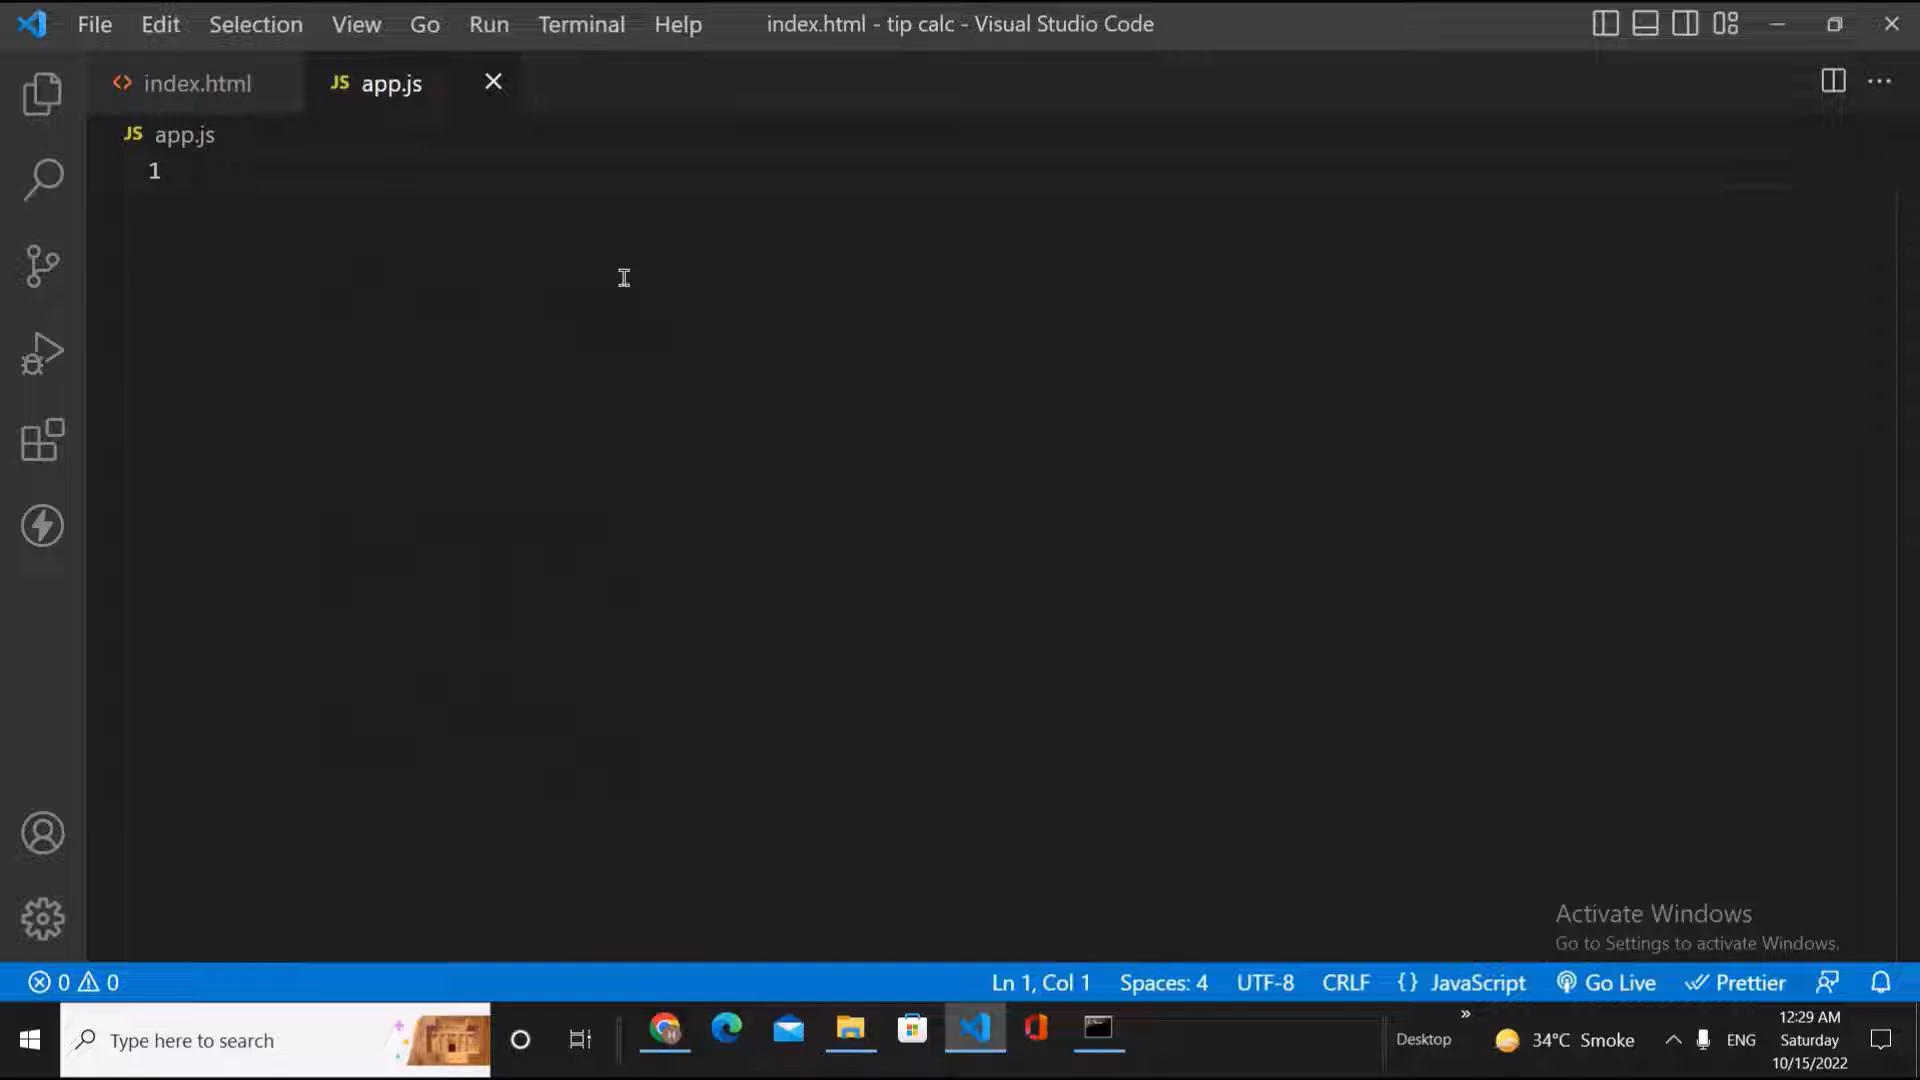 File Edit Selection View Go Run Terminal Help index.html - tip calc - Visual Studio Code
<> index.html JS app.js
JS app.js
1
Activate Windows
Go to Settings to activate Windows.
0 0 Ln 1, Col 1 Spaces: 4 UTF-8 CRLF {} JavaScript Go Live Prettier
Type here to search Desktop » 34°C Smoke ENG 12:29 AM
Saturday
10/15/2022